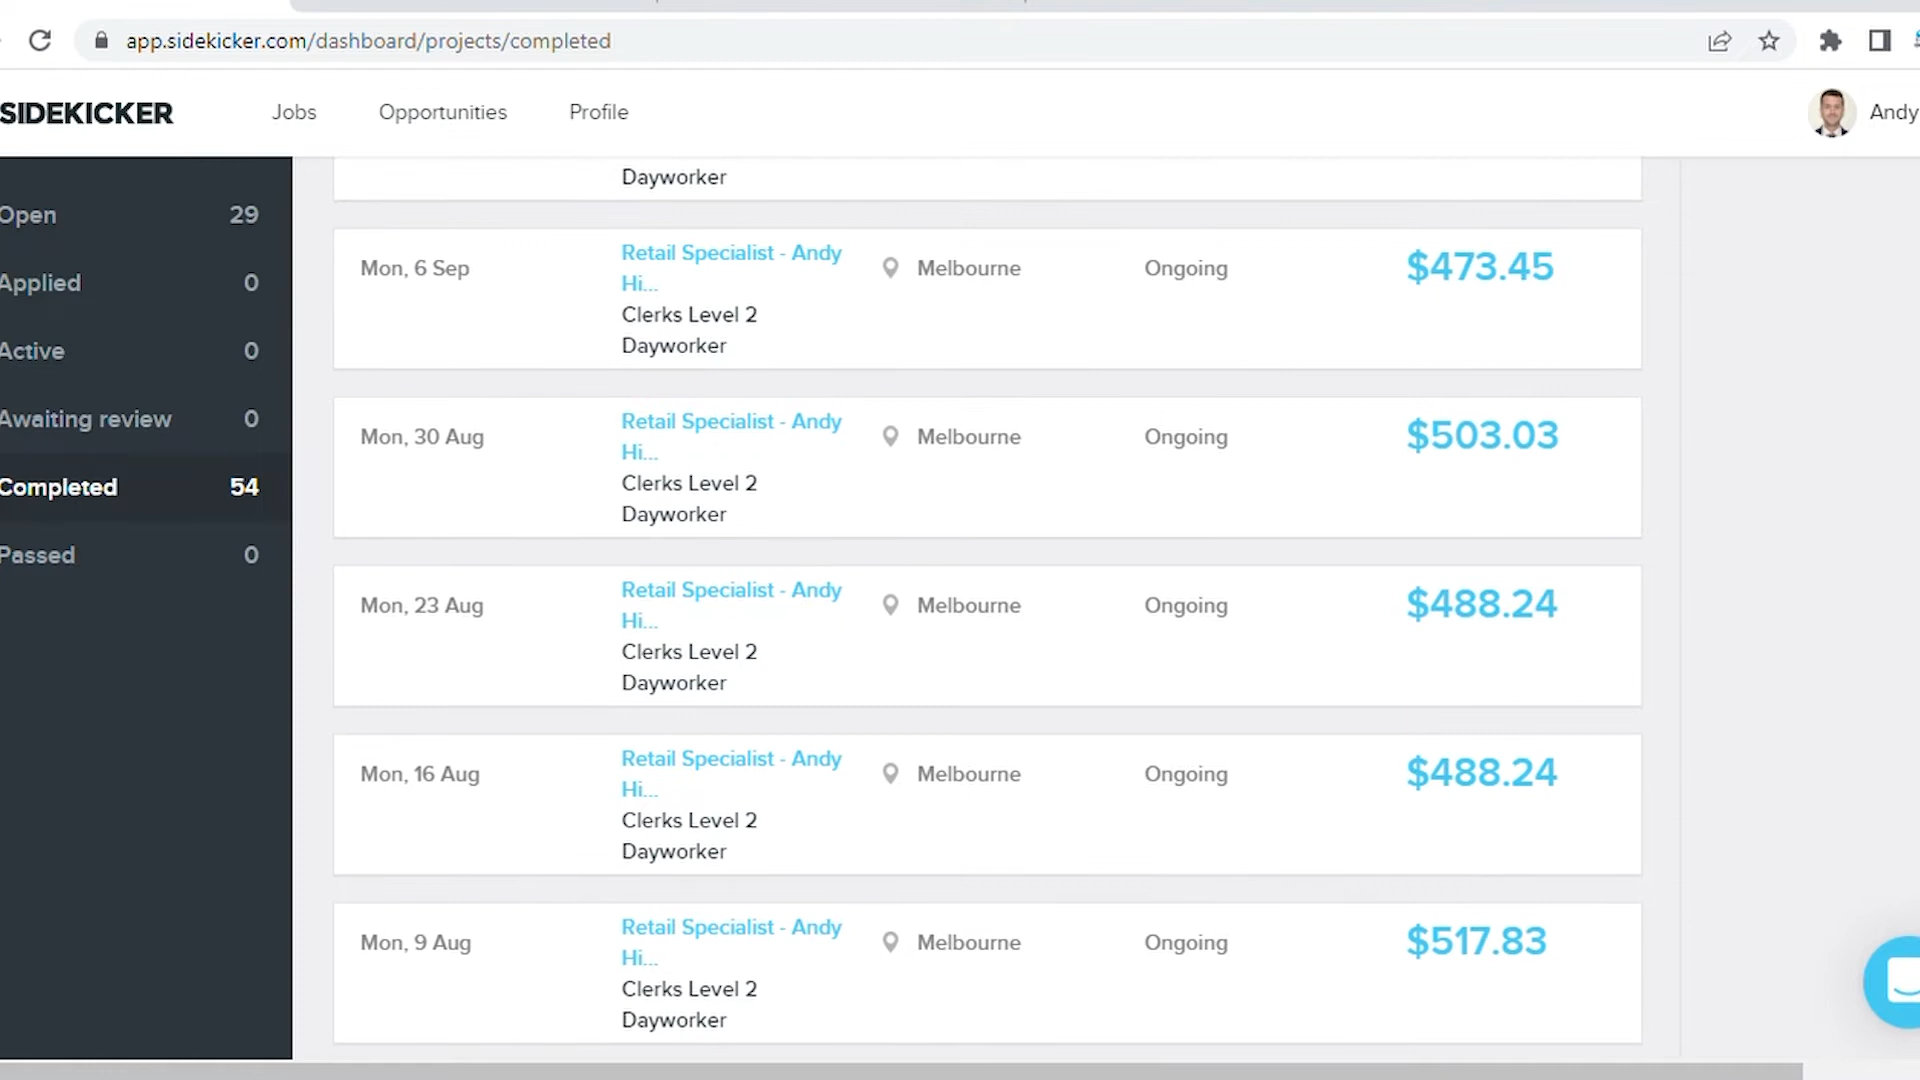 app.sidekicker.com/dashboard/projects/completed
SIDEKICKER Jobs Opportunities Profile Andy
Open 29
Applied 0
Active 0
Awaiting review 0
Completed 54
Passed 0
Dayworker
Mon, 6 Sep Retail Specialist - Andy Melbourne Ongoing $473.45
Hi...
Clerks Level 2
Dayworker
Mon, 30 Aug Retail Specialist - Andy Melbourne Ongoing $503.03
Hi...
Clerks Level 2
Dayworker
Mon, 23 Aug Retail Specialist - Andy Melbourne Ongoing $488.24
Hi...
Clerks Level 2
Dayworker
Mon, 16 Aug Retail Specialist - Andy Melbourne Ongoing $488.24
Hi...
Clerks Level 2
Dayworker
Mon, 9 Aug Retail Specialist - Andy Melbourne Ongoing $517.83
Hi...
Clerks Level 2
Dayworker